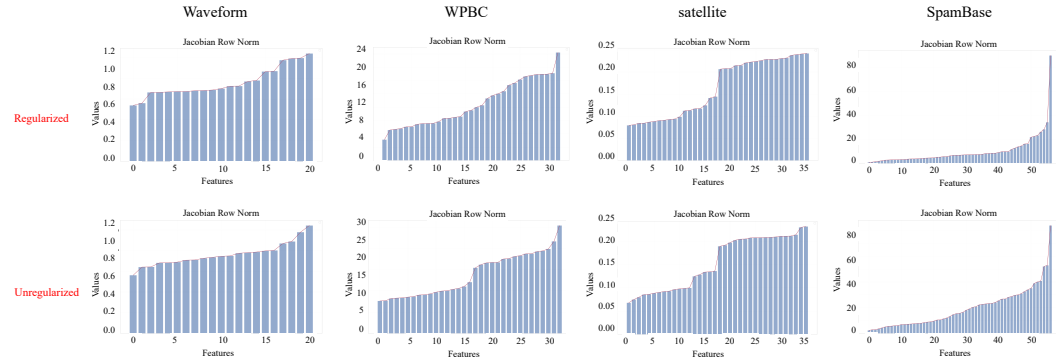 Waveform WPBC satellite SpamBase
Regularized
Jacobian Row Norm
Values
1.2
1.0
0.8
0.6
0.4
0.2
0.0
0 5 10 15 20
Features
Jacobian Row Norm
Values
24
20
16
12
8
4
0
0 5 10 15 20 25 30
Features
Jacobian Row Norm
Values
0.25
0.20
0.15
0.10
0.05
0.00
0 5 10 15 20 25 30 35
Features
Jacobian Row Norm
Values
80
60
40
20
0
0 10 20 30 40 50
Features
Unregularized
Jacobian Row Norm
Values
1.2
1.0
0.8
0.6
0.4
0.2
0.0
0 5 10 15 20
Features
Jacobian Row Norm
Values
30
25
20
15
10
5
0
0 5 10 15 20 25 30
Features
Jacobian Row Norm
Values
0.25
0.20
0.15
0.10
0.05
0.00
0 5 10 15 20 25 30 35
Features
Jacobian Row Norm
Values
80
60
40
20
0
0 10 20 30 40 50
Features